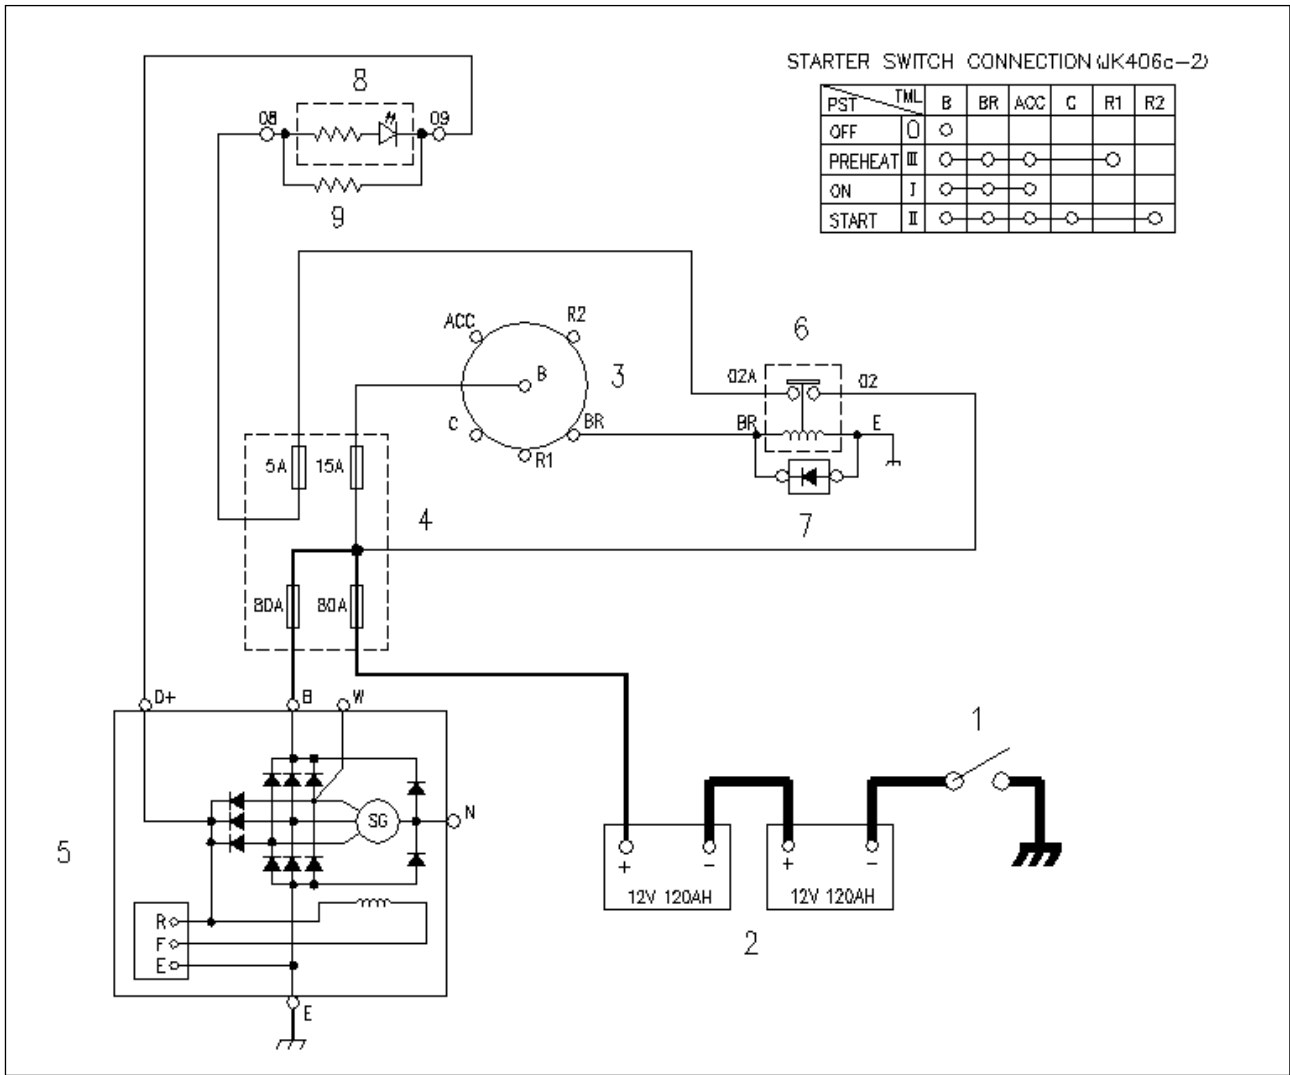 STARTER SWITCH CONNECTION (JK406c-2)
PST TML B BR ACC C R1 R2
OFF O
PREHEAT III
ON I
START II
8
08 09
9
ACC R2
B
3
C BR
R1
6
02A 02
BR E
7
5A 15A
4
80A 80A
D+ B W
SG
N
5
R
F
E
E
1
+ - + -
12V 120AH 12V 120AH
2